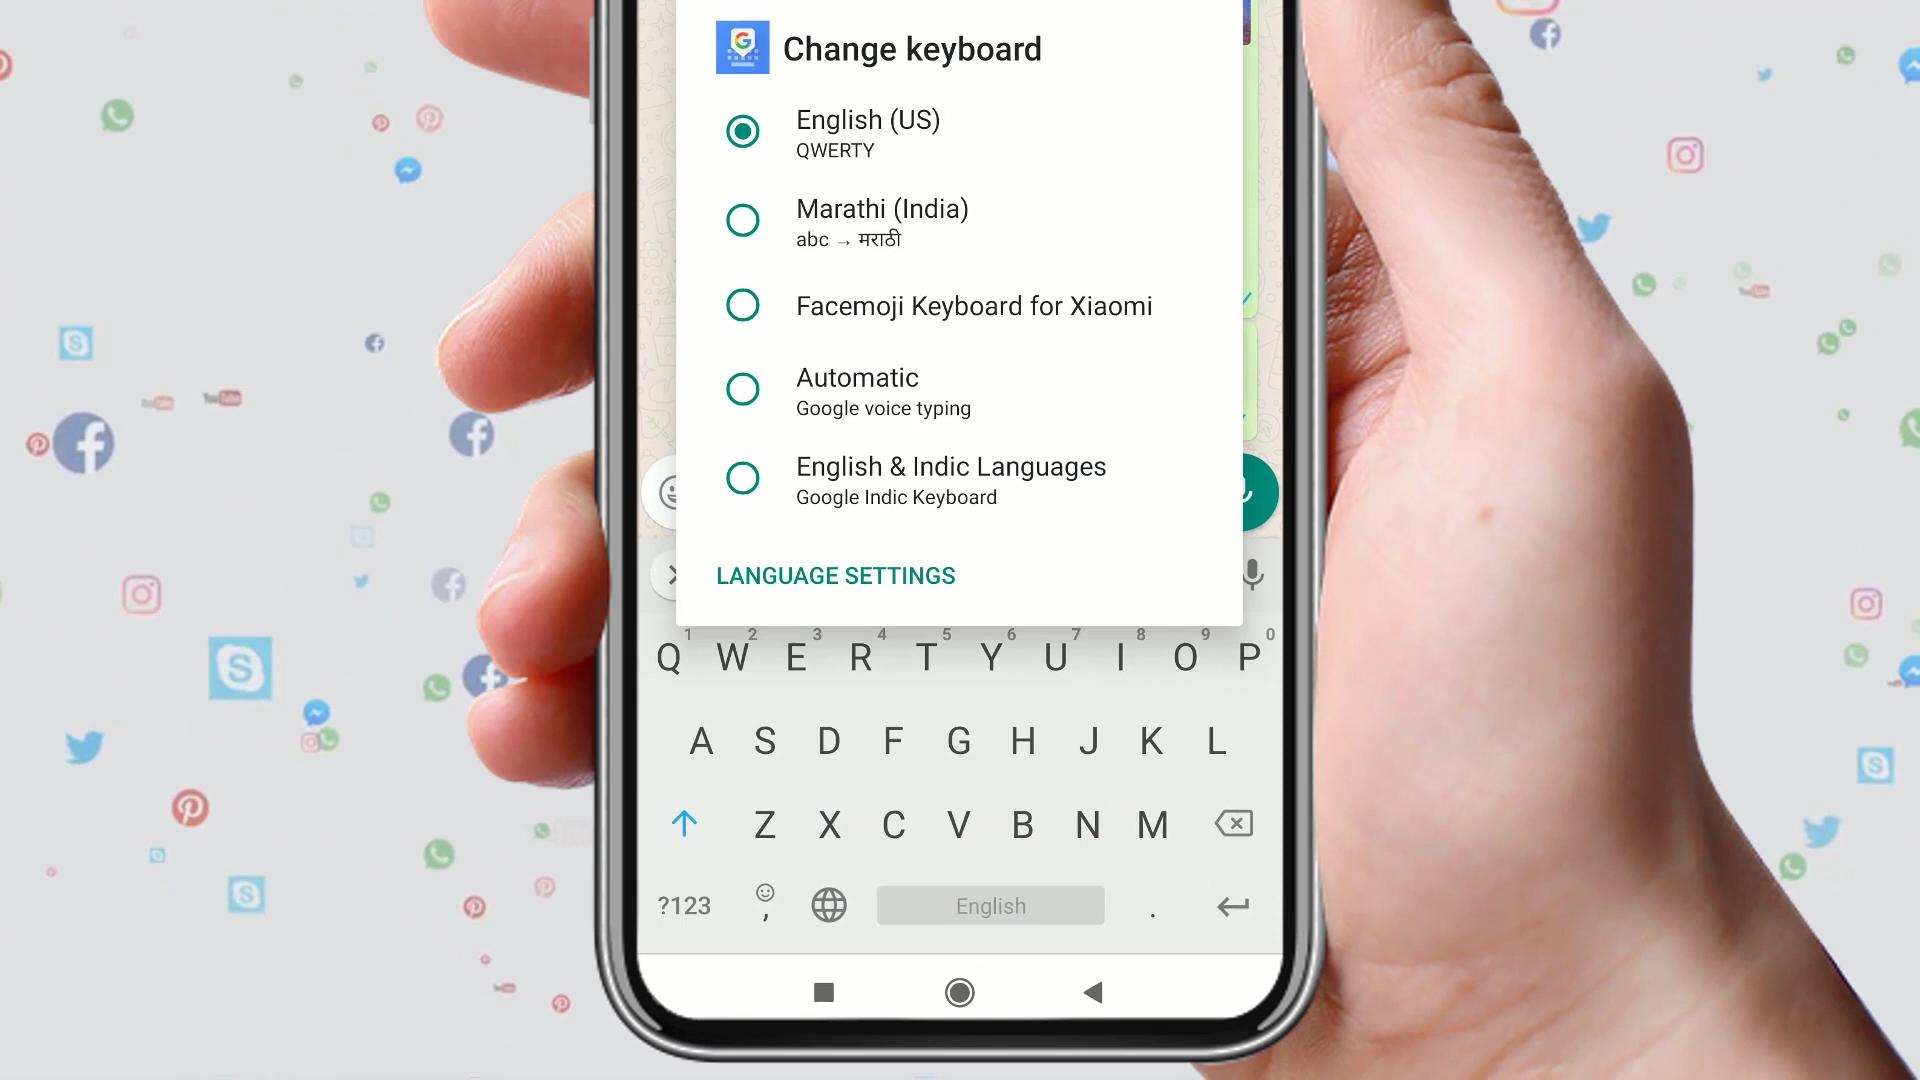 Change keyboard
English (US)
QWERTY
Marathi (India)
abc → मराठी
Facemoji Keyboard for Xiaomi
Automatic
Google voice typing
English & Indic Languages
Google Indic Keyboard
LANGUAGE SETTINGS
1 2 3 4 5 6 7 8 9 0
Q W E R T Y U I O P
A S D F G H J K L
Z X C V B N M
?123 , English .